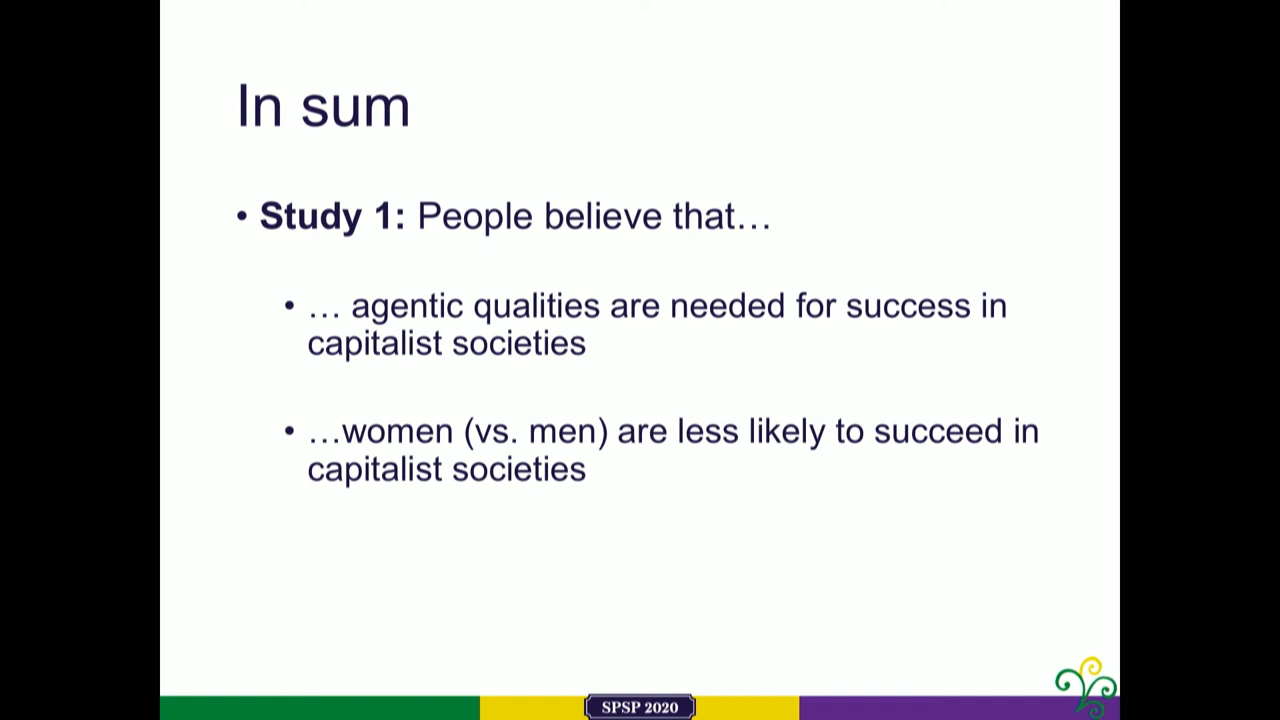 In sum
• Study 1: People believe that…
• … agentic qualities are needed for success in
capitalist societies
• …women (vs. men) are less likely to succeed in
capitalist societies
SPSP 2020